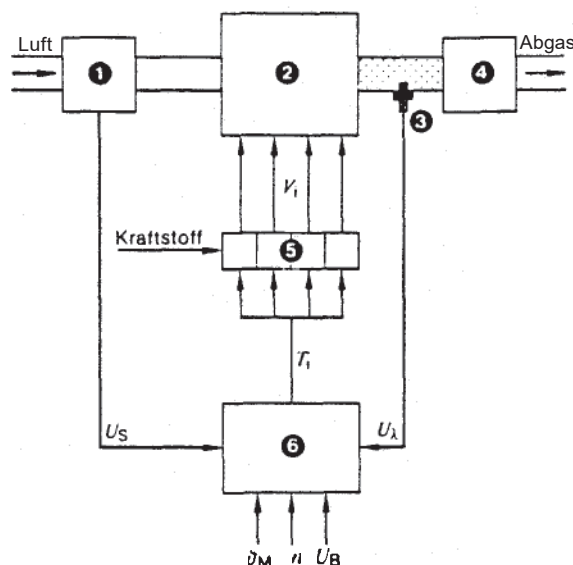 Luft
Abgas
1
2
4
3
V_i
Kraftstoff
5
T_i
U_S
U_λ
6
ϑ_M n U_B